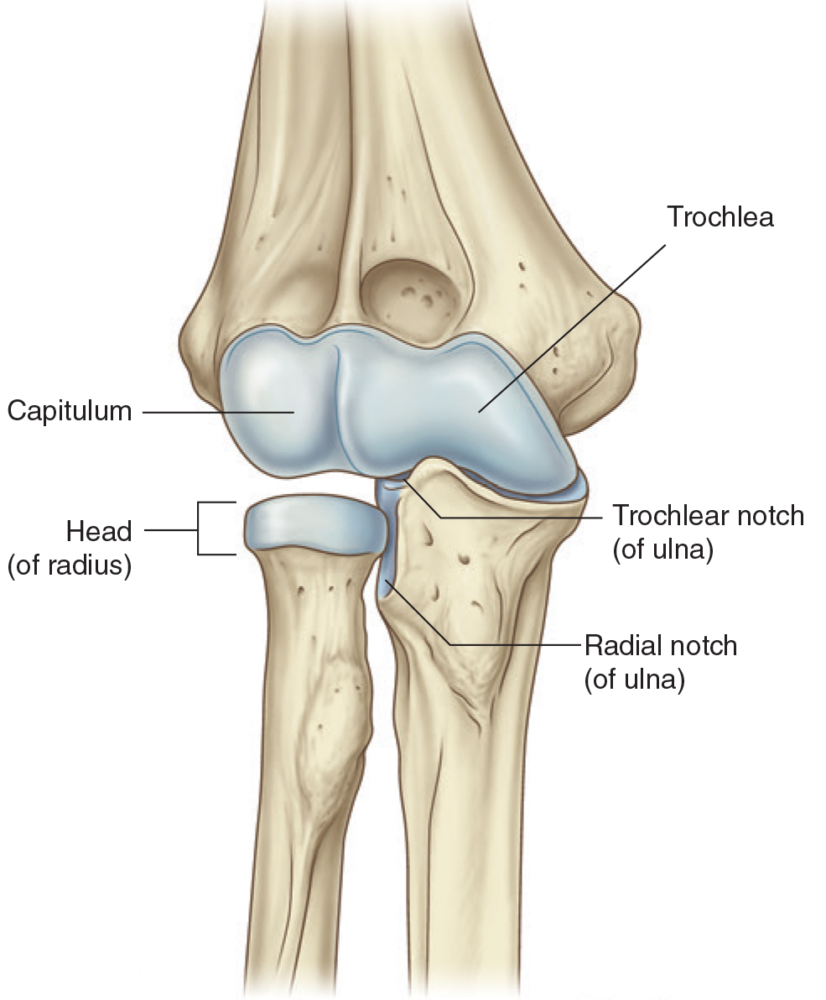 Trochlea
Capitulum
Head
(of radius)
Trochlear notch
(of ulna)
Radial notch
(of ulna)